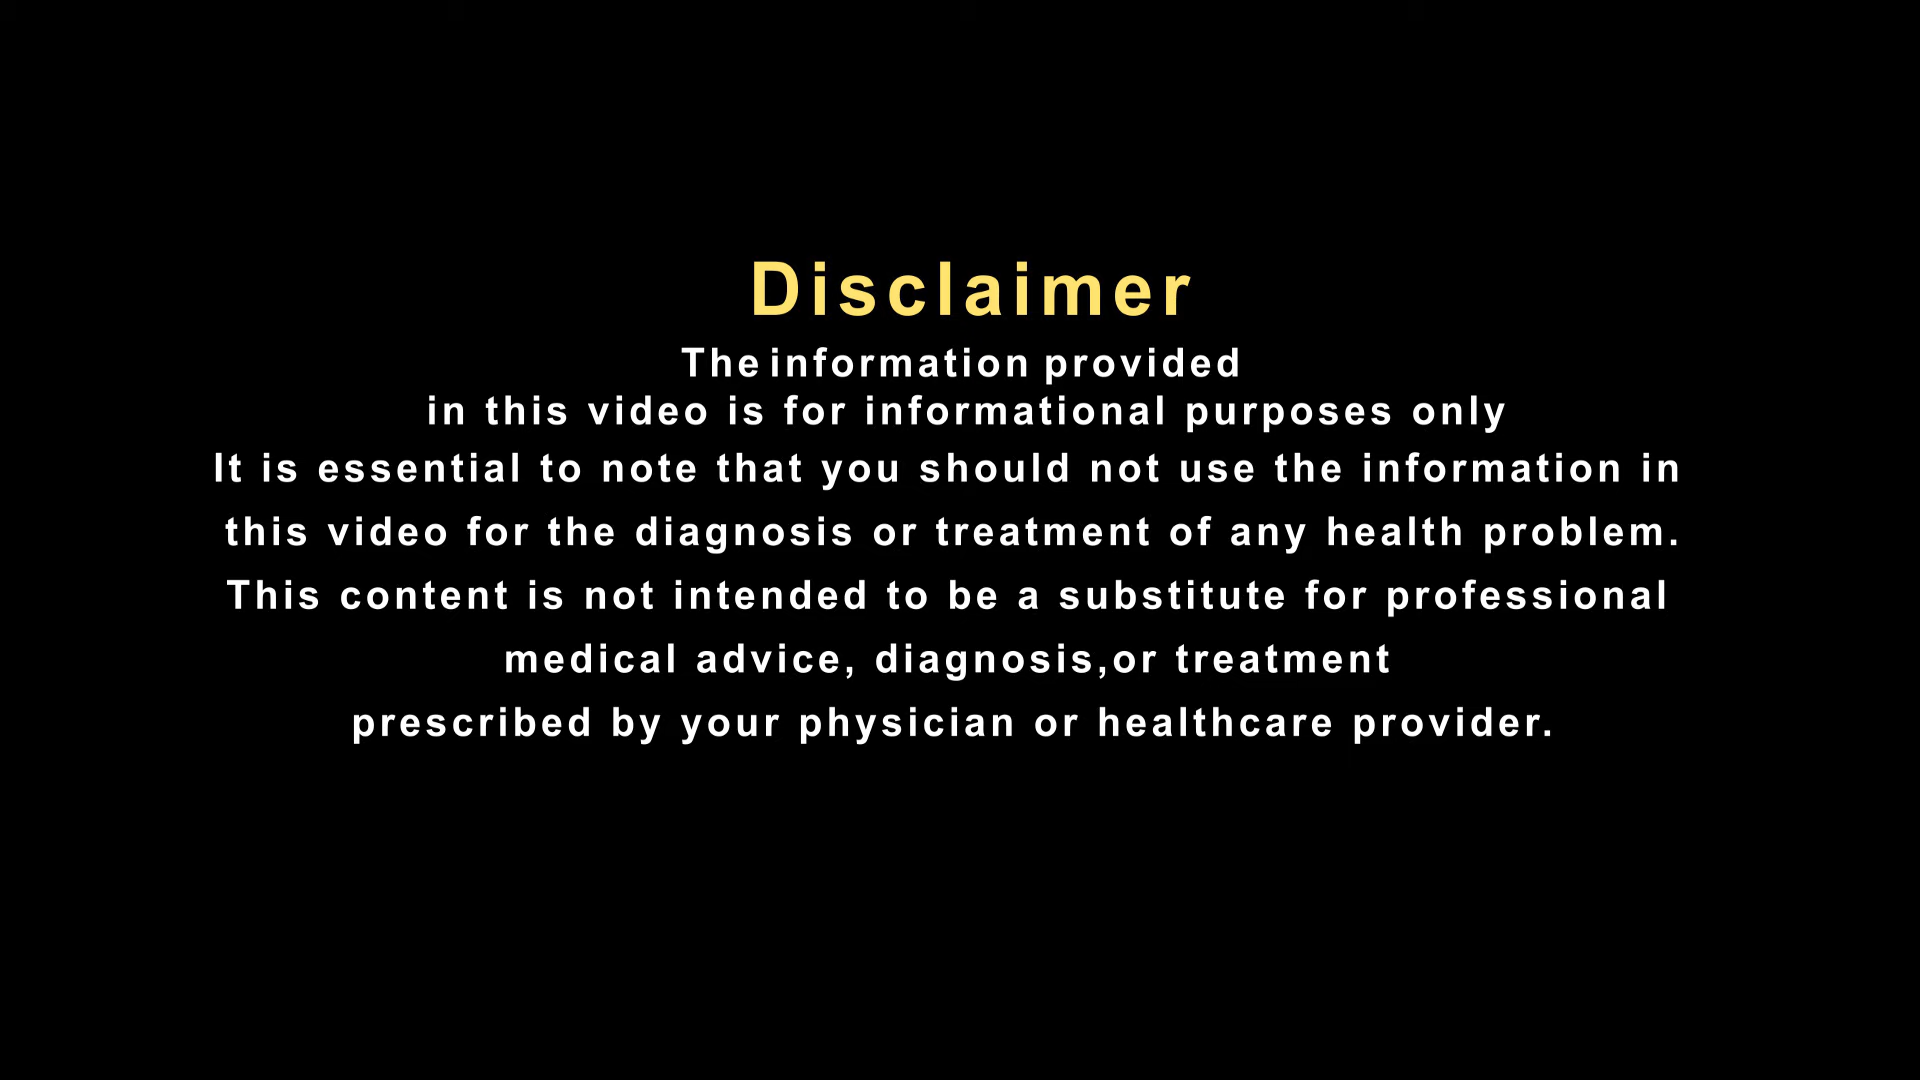 Disclaimer
The information provided
in this video is for informational purposes only
It is essential to note that you should not use the information in
this video for the diagnosis or treatment of any health problem.
This content is not intended to be a substitute for professional
medical advice, diagnosis,or treatment
prescribed by your physician or healthcare provider.